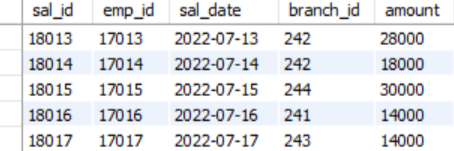 sal_id emp_id sal_date branch_id amount
18013 17013 2022-07-13 242 28000
18014 17014 2022-07-14 242 18000
18015 17015 2022-07-15 244 30000
18016 17016 2022-07-16 241 14000
18017 17017 2022-07-17 243 14000